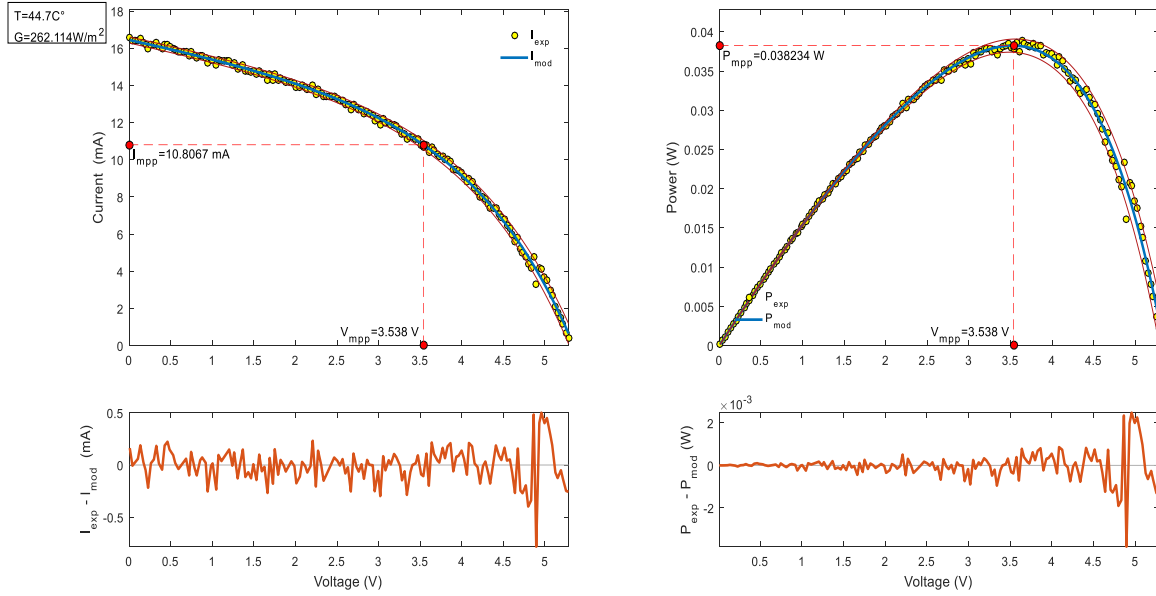 T=44.7C°
G=262.114W/m²
18
16
14
12
10
8
6
4
2
0
Current (mA)
I_exp
I_mod
I_mpp=10.8067 mA
V_mpp=3.538 V
0 0.5 1 1.5 2 2.5 3 3.5 4 4.5 5
0.04
0.035
0.03
0.025
0.02
0.015
0.01
0.005
0
Power (W)
P_mpp=0.038234 W
P_exp
P_mod
V_mpp=3.538 V
0 0.5 1 1.5 2 2.5 3 3.5 4 4.5 5
0.5
0
-0.5
I_exp - I_mod (mA)
0 0.5 1 1.5 2 2.5 3 3.5 4 4.5 5
Voltage (V)
×10⁻³
2
0
-2
P_exp - P_mod (W)
0 0.5 1 1.5 2 2.5 3 3.5 4 4.5 5
Voltage (V)